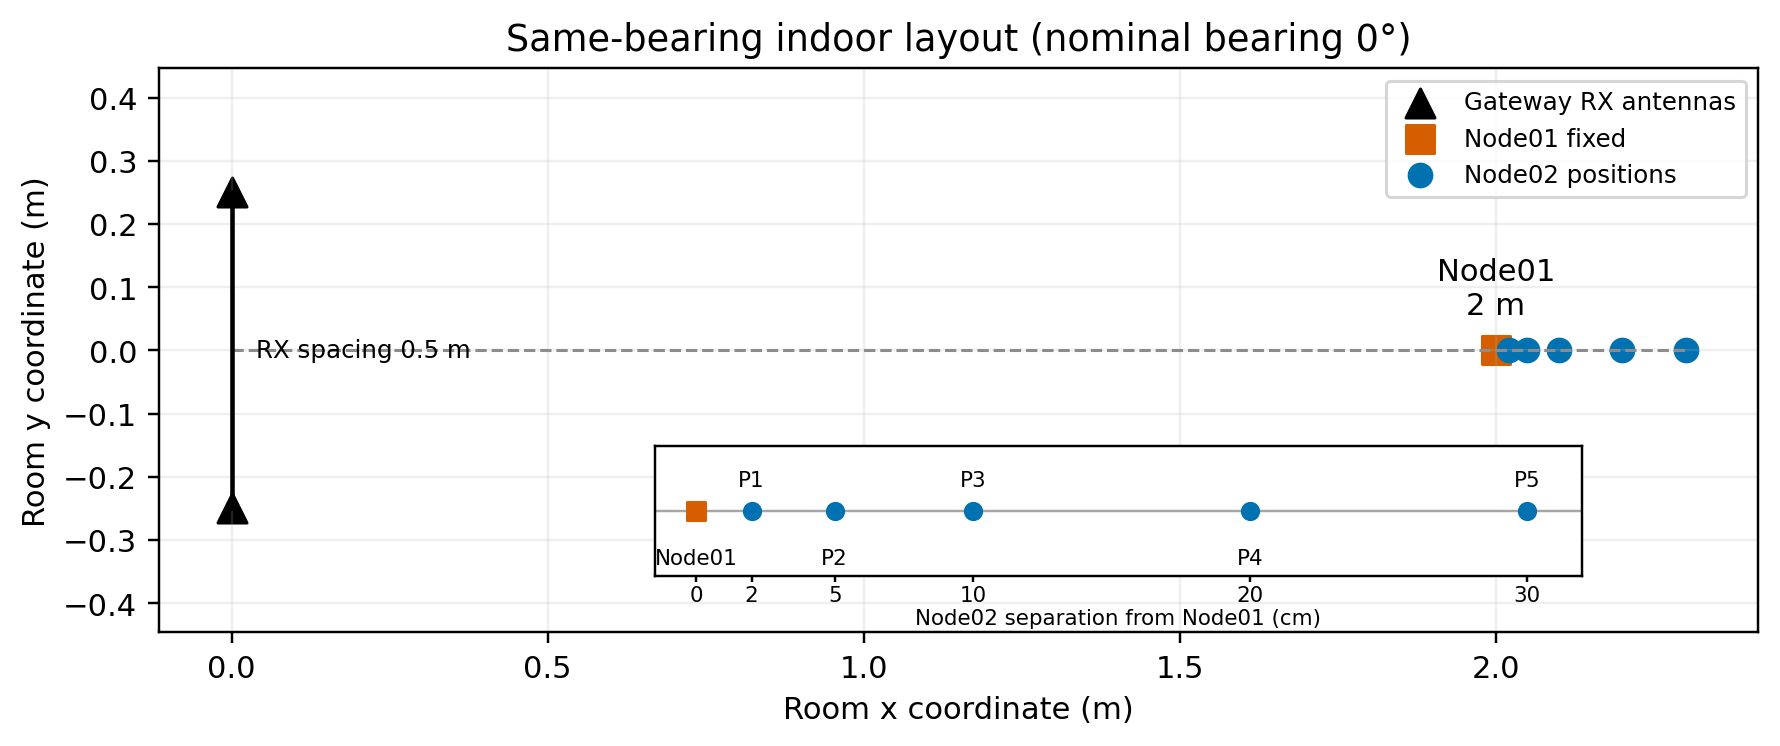 Same-bearing indoor layout (nominal bearing 0°)
Gateway RX antennas
Node01 fixed
Node02 positions
Room y coordinate (m)
0.4
0.3
0.2
0.1
0.0
−0.1
−0.2
−0.3
−0.4
RX spacing 0.5 m
Node01
2 m
P1
P3
P5
Node01
P2
P4
0 2 5 10 20 30
Node02 separation from Node01 (cm)
0.0 0.5 1.0 1.5 2.0
Room x coordinate (m)